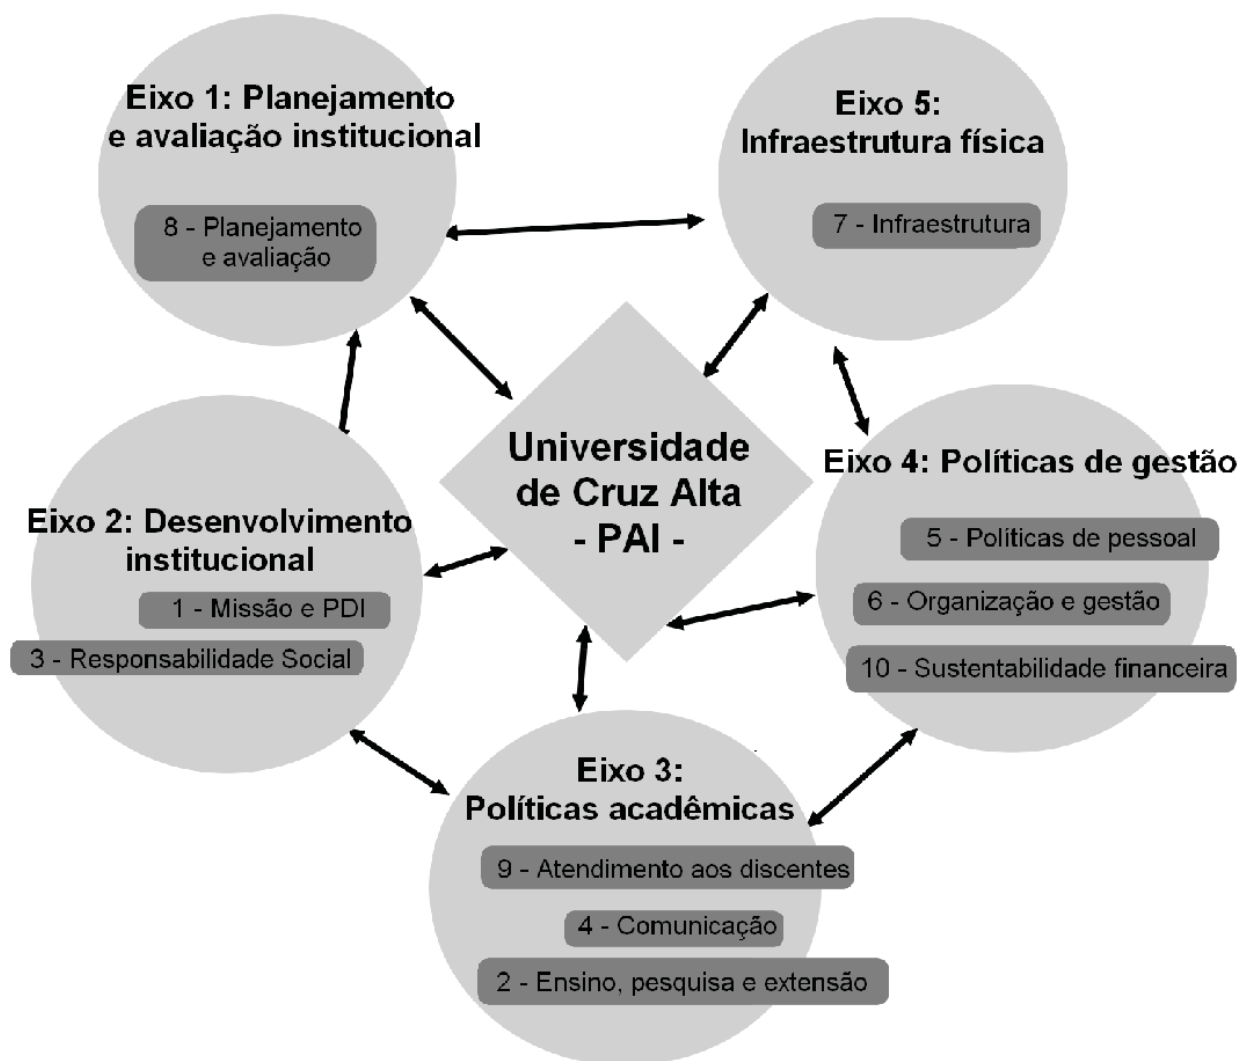 Eixo 1: Planejamento
e avaliação institucional
8 - Planejamento
e avaliação
Eixo 5:
Infraestrutura física
7 - Infraestrutura
Universidade
de Cruz Alta
- PAI -
Eixo 2: Desenvolvimento
institucional
1 - Missão e PDI
3 - Responsabilidade Social
Eixo 4: Políticas de gestão
5 - Políticas de pessoal
6 - Organização e gestão
10 - Sustentabilidade financeira
Eixo 3:
Políticas acadêmicas
9 - Atendimento aos discentes
4 - Comunicação
2 - Ensino, pesquisa e extensão